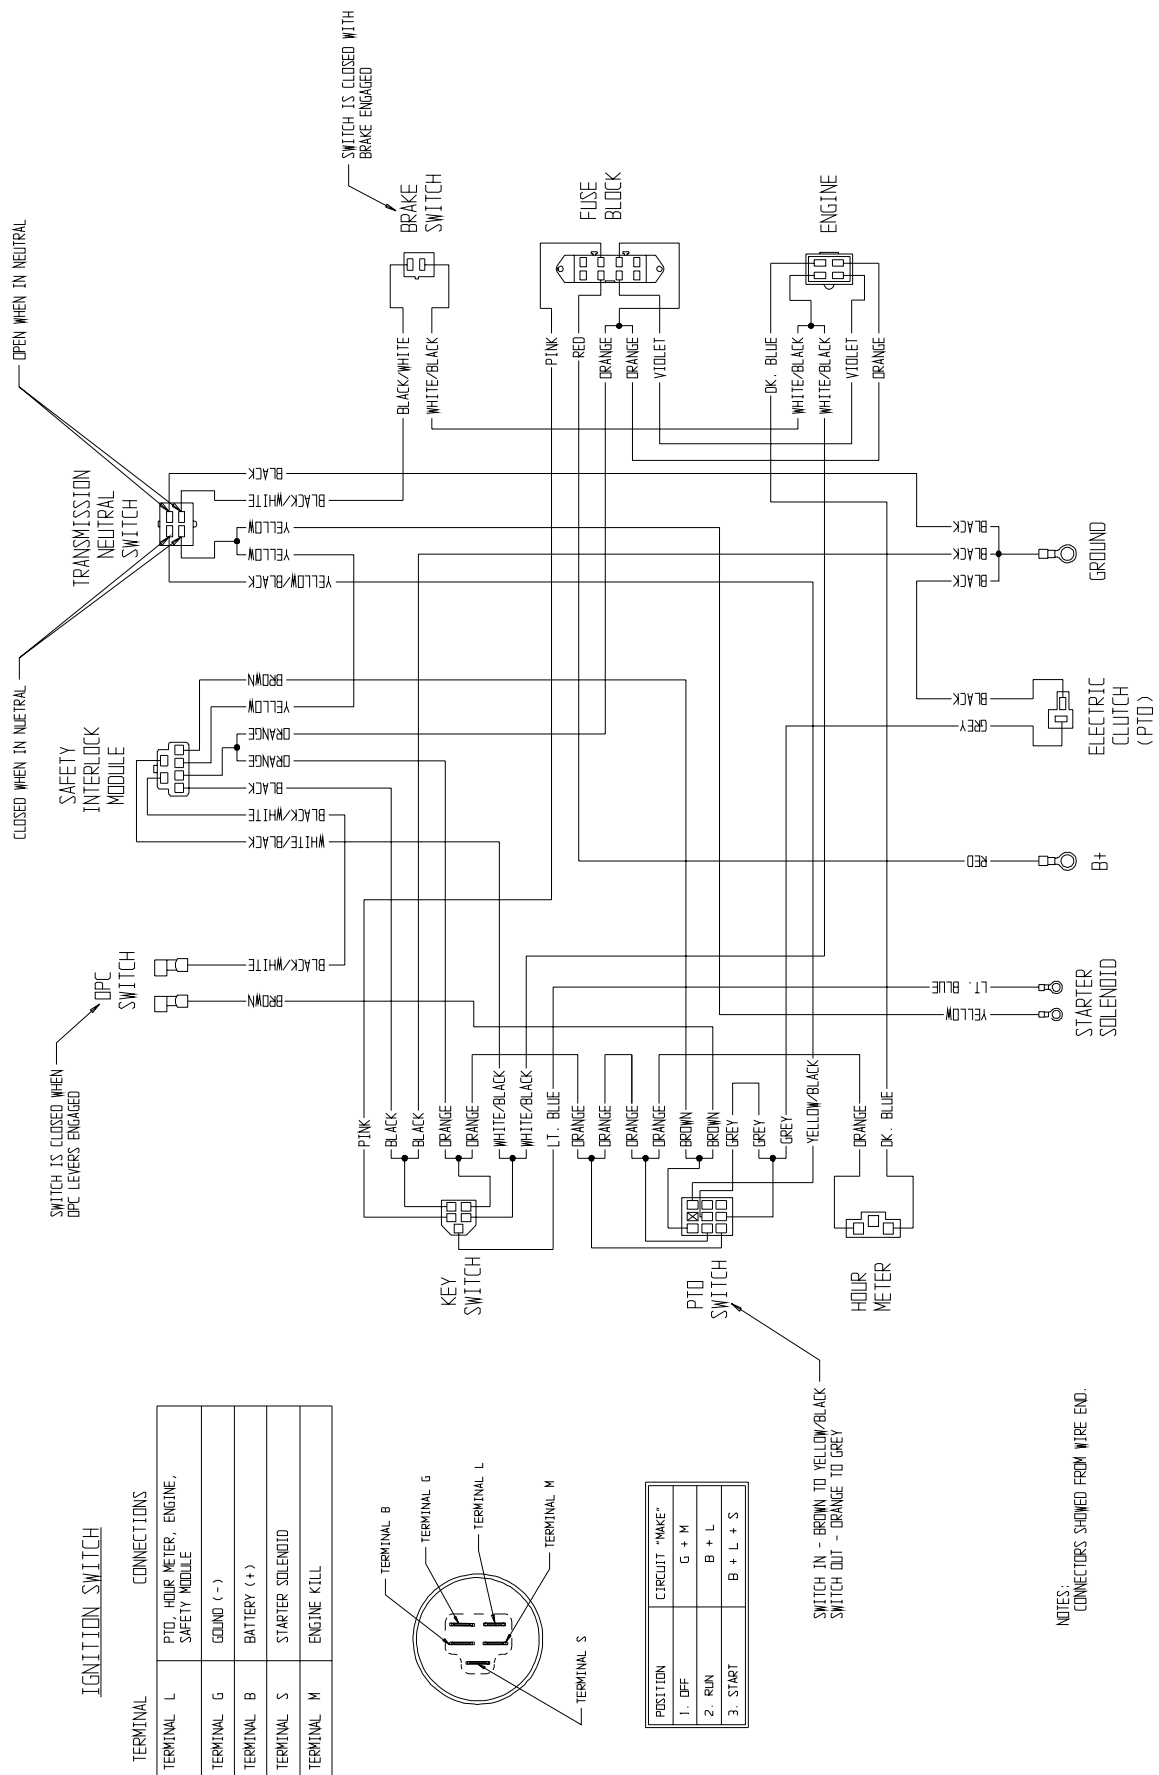 IGNITION SWITCH
TERMINAL CONNECTIONS
TERMINAL L PTO, HOUR METER, ENGINE,
SAFETY MODULE
TERMINAL G GOUND (-)
TERMINAL B BATTERY (+)
TERMINAL S STARTER SOLENOID
TERMINAL M ENGINE KILL
TERMINAL B
TERMINAL G
TERMINAL L
TERMINAL M
TERMINAL S
POSITION CIRCUIT "MAKE"
1. OFF G + M
2. RUN B + L
3. START B + L + S
NOTES:
CONNECTORS SHOWED FROM WIRE END.
SWITCH IS CLOSED WHEN
OPC LEVERS ENGAGED
OPC
SWITCH
BROWN
BLACK/WHITE
CLOSED WHEN IN NUETRAL
SAFETY
INTERLOCK
MODULE
WHITE/BLACK
BLACK/WHITE
BLACK
ORANGE
ORANGE
YELLOW
BROWN
OPEN WHEN IN NEUTRAL
TRANSMISSION
NEUTRAL
SWITCH
YELLOW/BLACK
YELLOW
YELLOW
BLACK/WHITE
BLACK
SWITCH IS CLOSED WITH
BRAKE ENGAGED
BRAKE
SWITCH
BLACK/WHITE
WHITE/BLACK
FUSE
BLOCK
PINK
RED
ORANGE
ORANGE
VIOLET
ENGINE
DK. BLUE
WHITE/BLACK
WHITE/BLACK
VIOLET
ORANGE
KEY
SWITCH
PINK
BLACK
BLACK
ORANGE
ORANGE
WHITE/BLACK
WHITE/BLACK
LT. BLUE
PTO
SWITCH
ORANGE
ORANGE
ORANGE
ORANGE
BROWN
BROWN
GREY
GREY
GREY
YELLOW/BLACK
SWITCH IN - BROWN TO YELLOW/BLACK
SWITCH OUT - ORANGE TO GREY
HOUR
METER
ORANGE
DK. BLUE
STARTER
SOLENOID
YELLOW
LT. BLUE
B+
RED
ELECTRIC
CLUTCH
(PTO)
GREY
BLACK
GROUND
BLACK
BLACK
BLACK